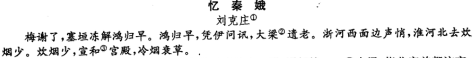 忆秦娥
刘克庄①
梅谢了,塞垣冻解鸿归早。鸿归早,凭伊问讯,大梁②遗老。浙河西面边声悄,淮河北去炊
烟少。炊烟少,宣和③宫殿,冷烟衰草。